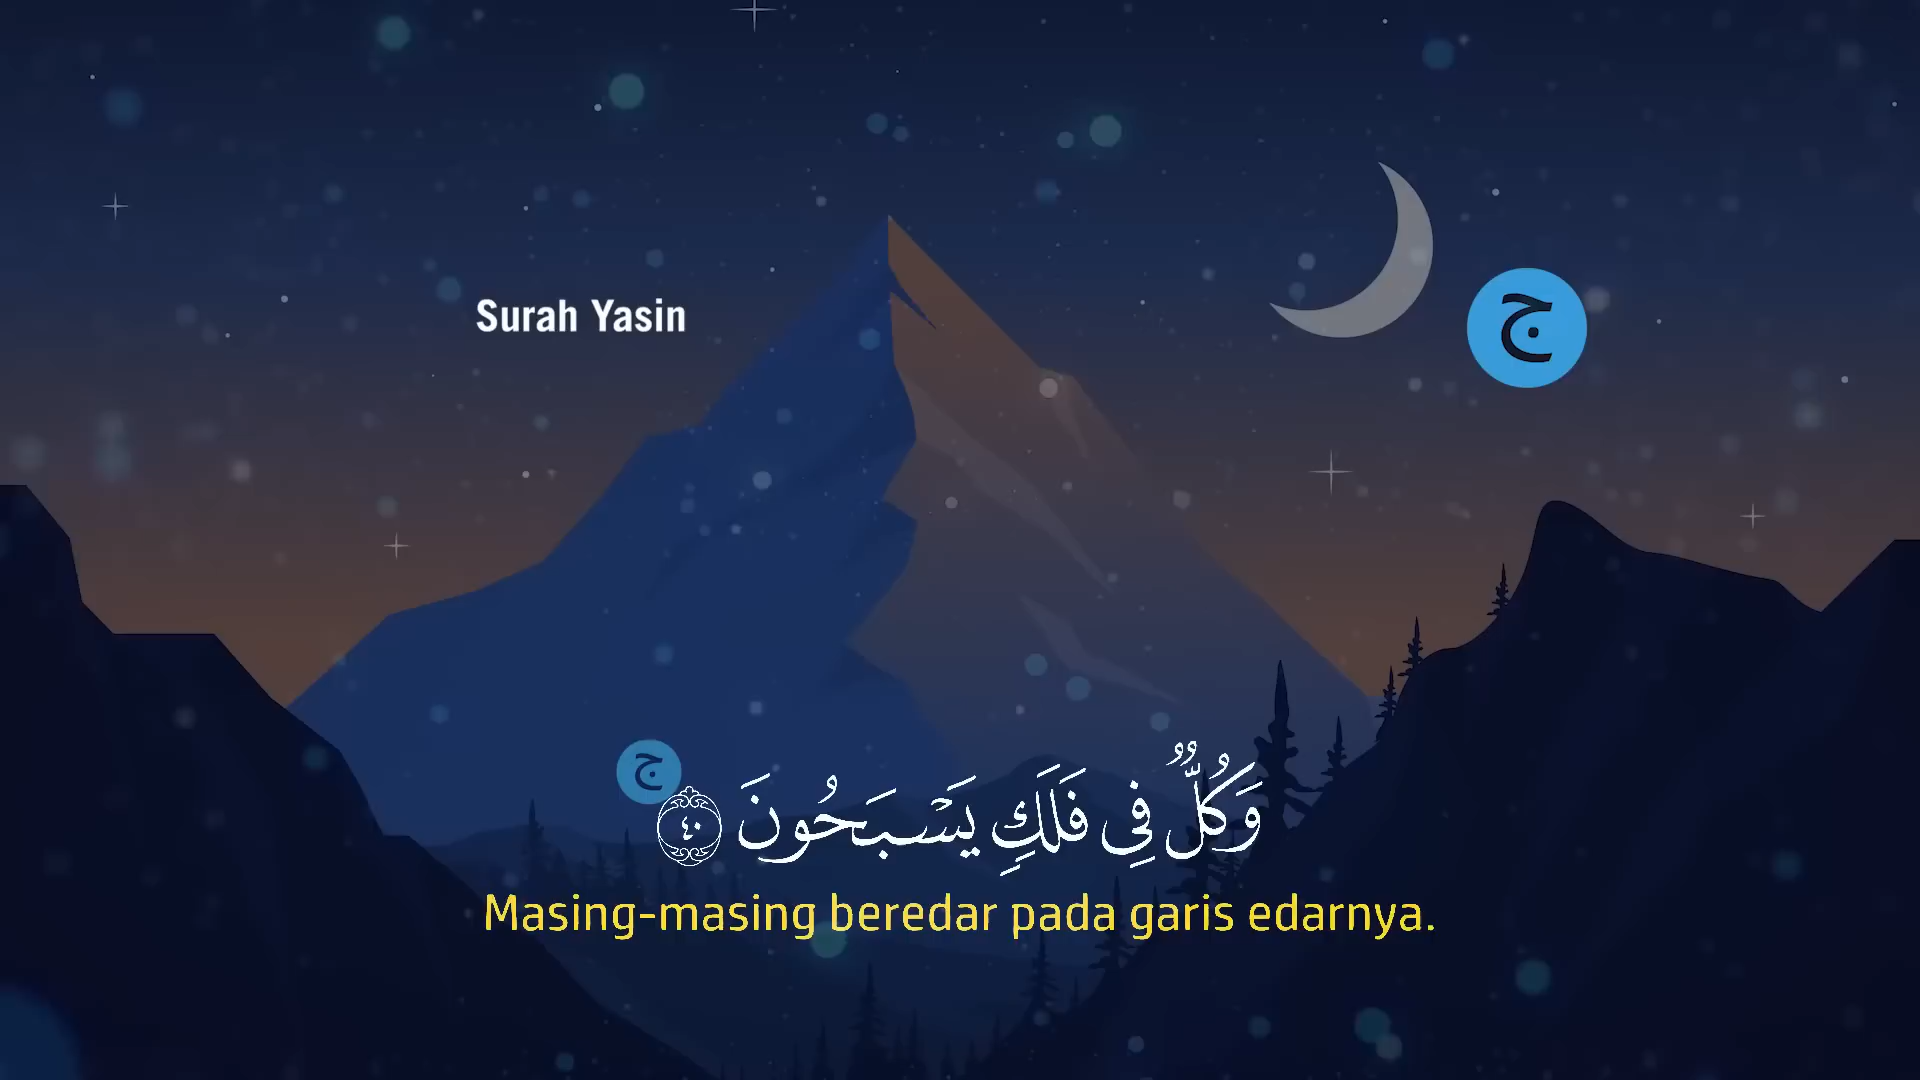 Surah Yasin
ج
ج
وَكُلٌّ فِى فَلَكٍ يَسْبَحُونَ ٤٠
Masing-masing beredar pada garis edarnya.